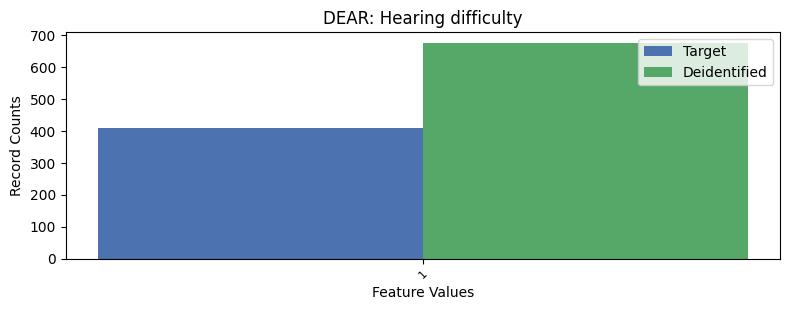 DEAR: Hearing difficulty
Record Counts
700
600
500
400
300
200
100
0
Target
Deidentified
1
Feature Values